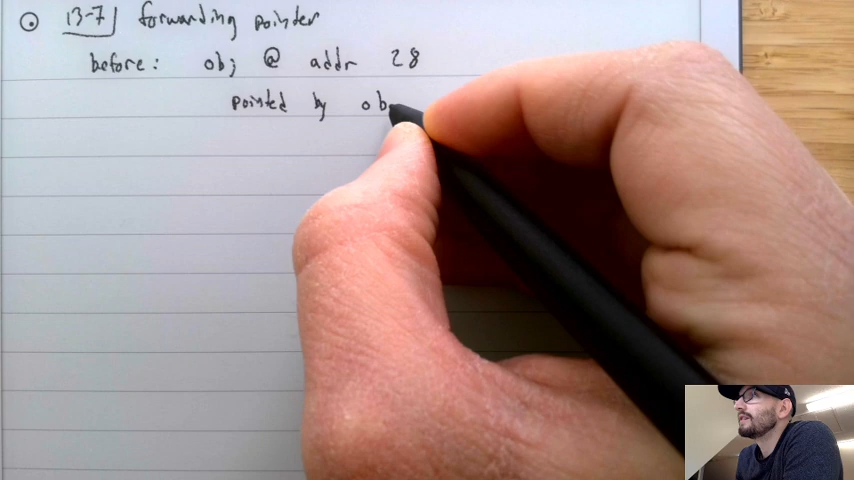 ⊙ 13-7 forwarding pointer
before: obj @ addr 28
pointed by ob